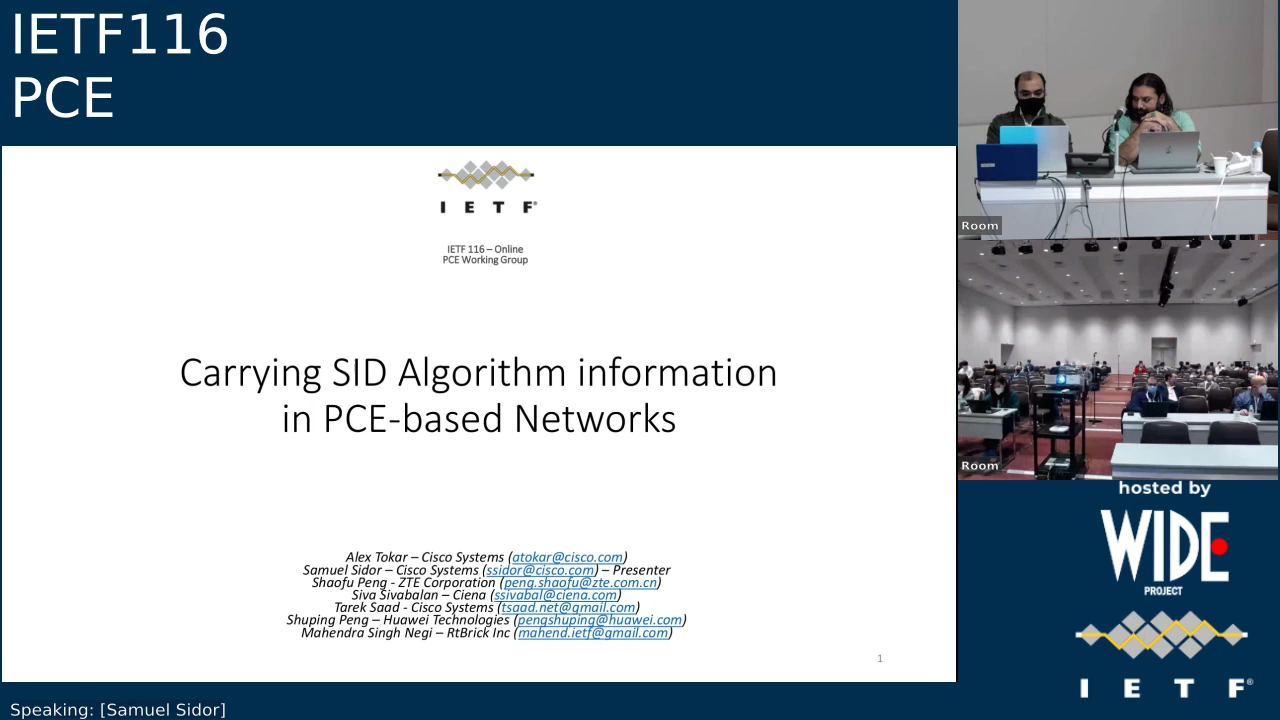 IETF116
PCE
I E T F®
IETF 116 – Online
PCE Working Group
Carrying SID Algorithm information
in PCE-based Networks
Alex Tokar – Cisco Systems (atokar@cisco.com)
Samuel Sidor – Cisco Systems (ssidor@cisco.com) – Presenter
Shaofu Peng - ZTE Corporation (peng.shaofu@zte.com.cn)
Siva Sivabalan – Ciena (ssivabal@ciena.com)
Tarek Saad - Cisco Systems (tsaad.net@gmail.com)
Shuping Peng – Huawei Technologies (pengshuping@huawei.com)
Mahendra Singh Negi – RtBrick Inc (mahend.ietf@gmail.com)
1
Room
Room
hosted by
WIDE
PROJECT
I E T F®
Speaking: [Samuel Sidor]